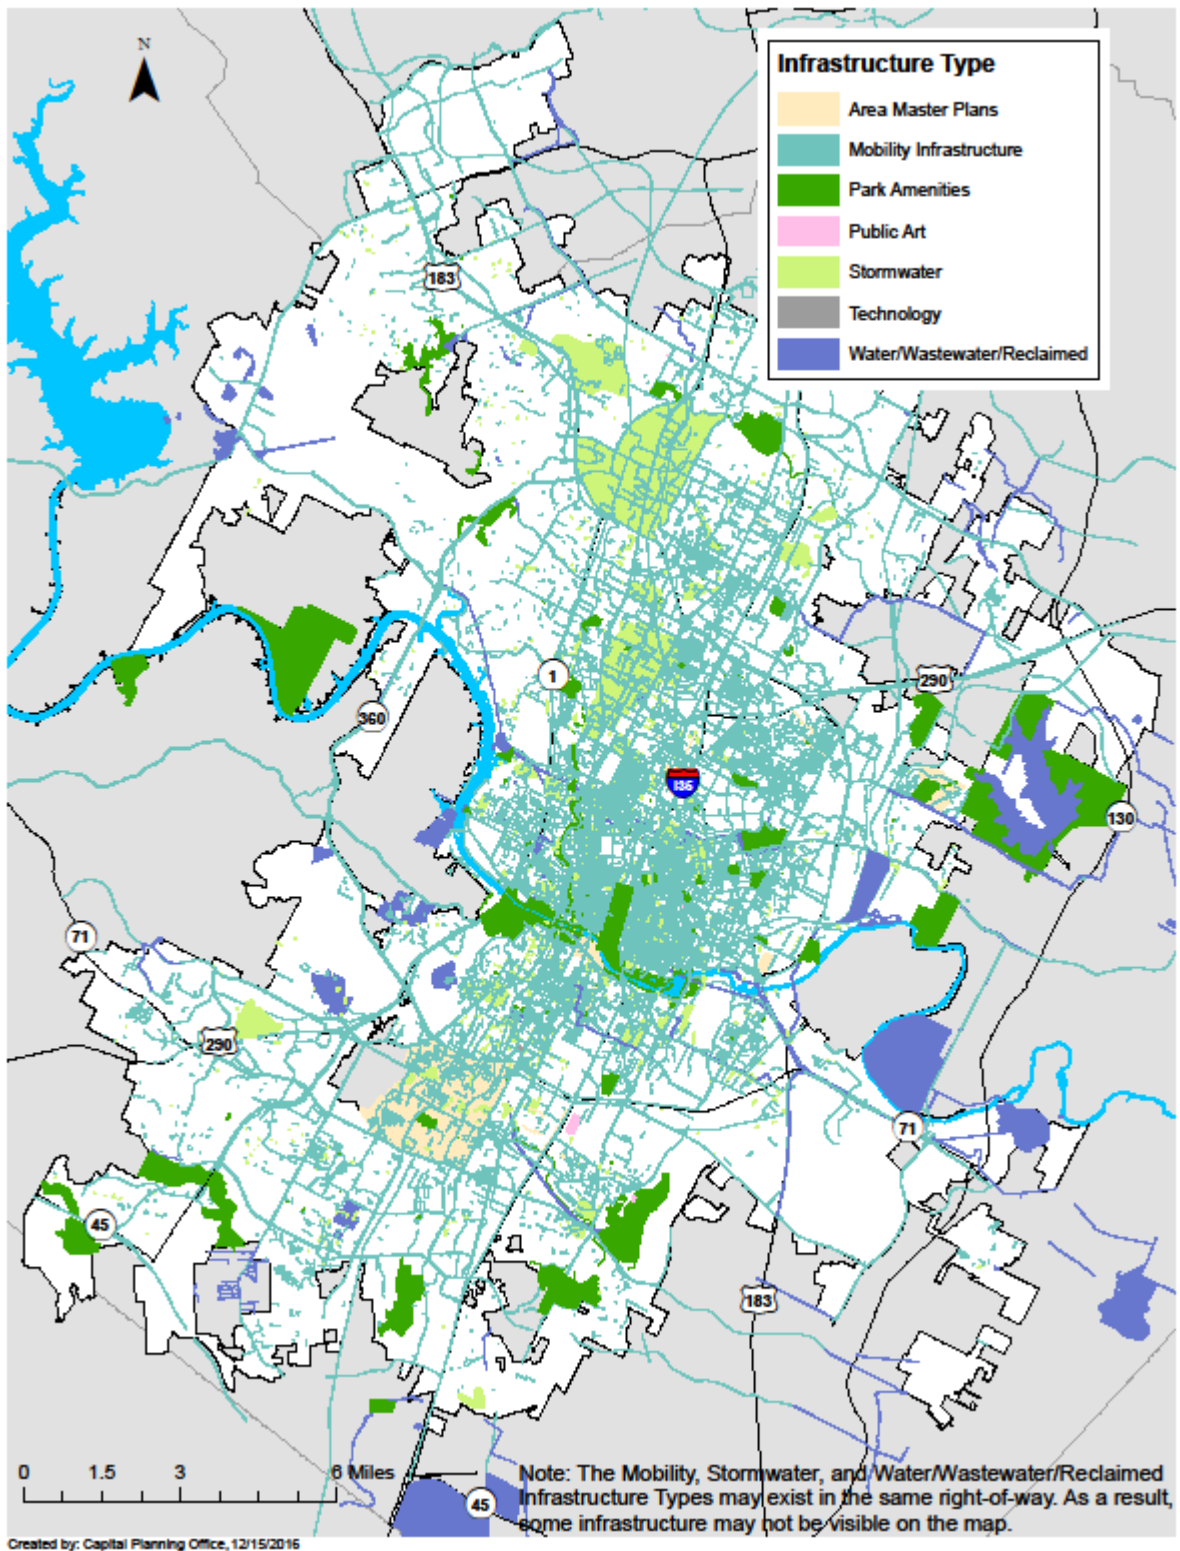 N
Infrastructure Type
Area Master Plans
Mobility Infrastructure
Park Amenities
Public Art
Stormwater
Technology
Water/Wastewater/Reclaimed
183
1
290
360
I35
130
71
290
71
45
183
0 1.5 3 6 Miles
45
Note: The Mobility, Stormwater, and Water/Wastewater/Reclaimed
Infrastructure Types may exist in the same right-of-way. As a result,
some infrastructure may not be visible on the map.
Created by: Capital Planning Office, 12/15/2016